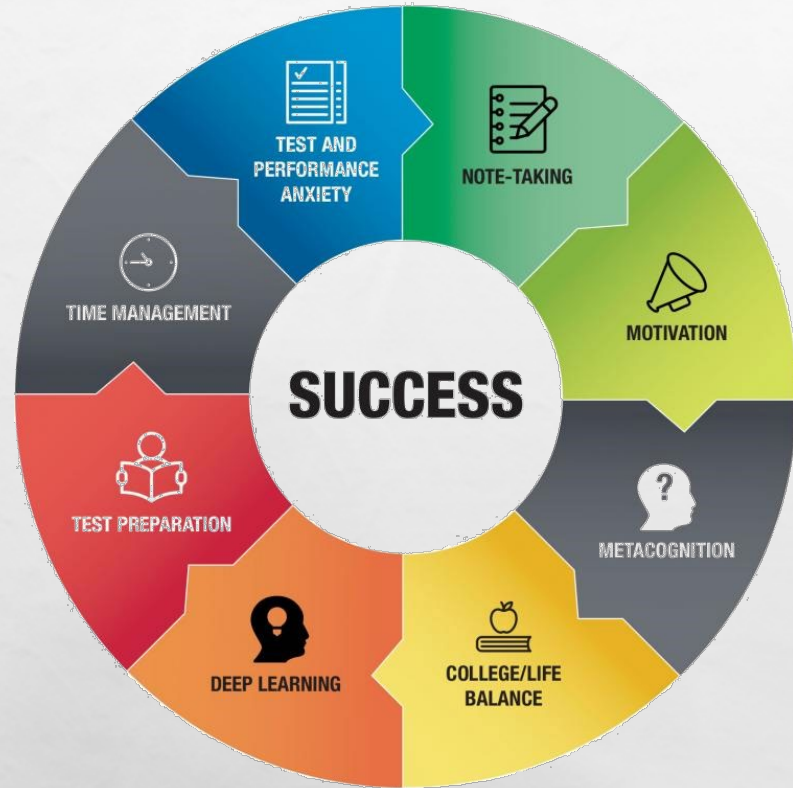 TEST AND
PERFORMANCE
ANXIETY
NOTE-TAKING
MOTIVATION
METACOGNITION
COLLEGE/LIFE
BALANCE
DEEP LEARNING
TEST PREPARATION
TIME MANAGEMENT
SUCCESS
?